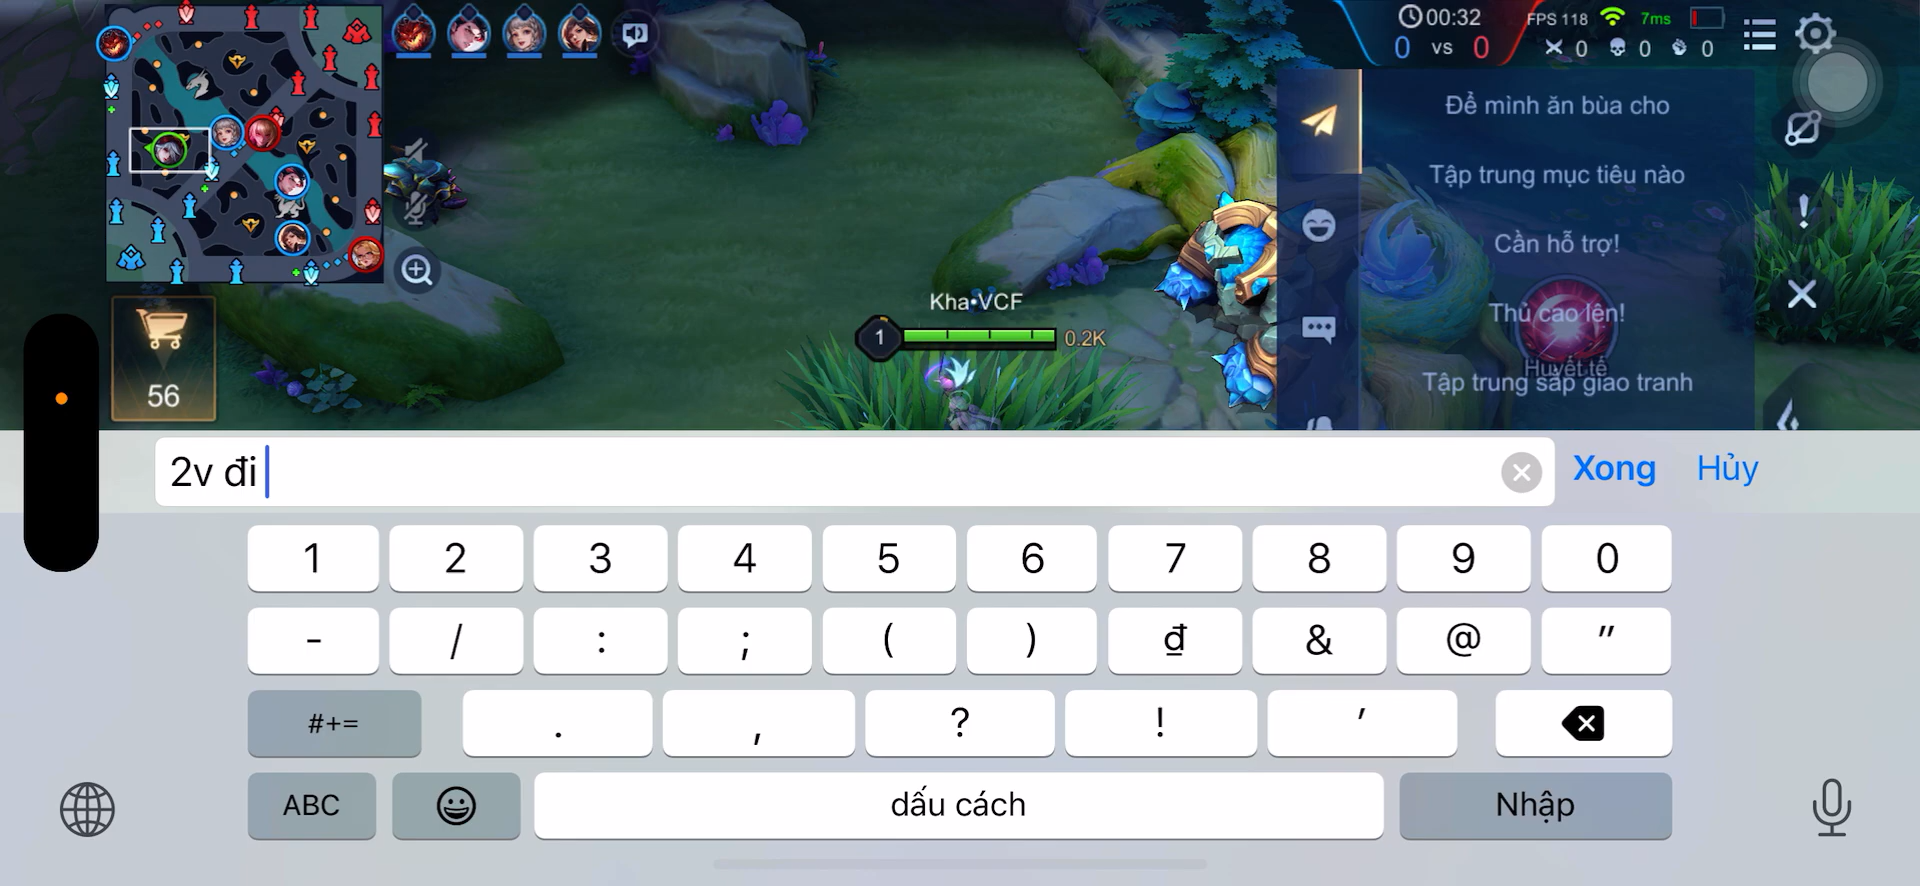 00:32
FPS 118
7ms
0 vs 0
0
0
0
Để mình ăn bùa cho
Tập trung mục tiêu nào
Cần hỗ trợ!
Thủ cao lên!
Huyết tế
Tập trung sắp giao tranh
Kha•VCF
1
0.2K
56
2v đi
Xong
Hủy
1 2 3 4 5 6 7 8 9 0
- / : ; ( ) ₫ & @ "
#+= . , ? ! '
ABC dấu cách Nhập